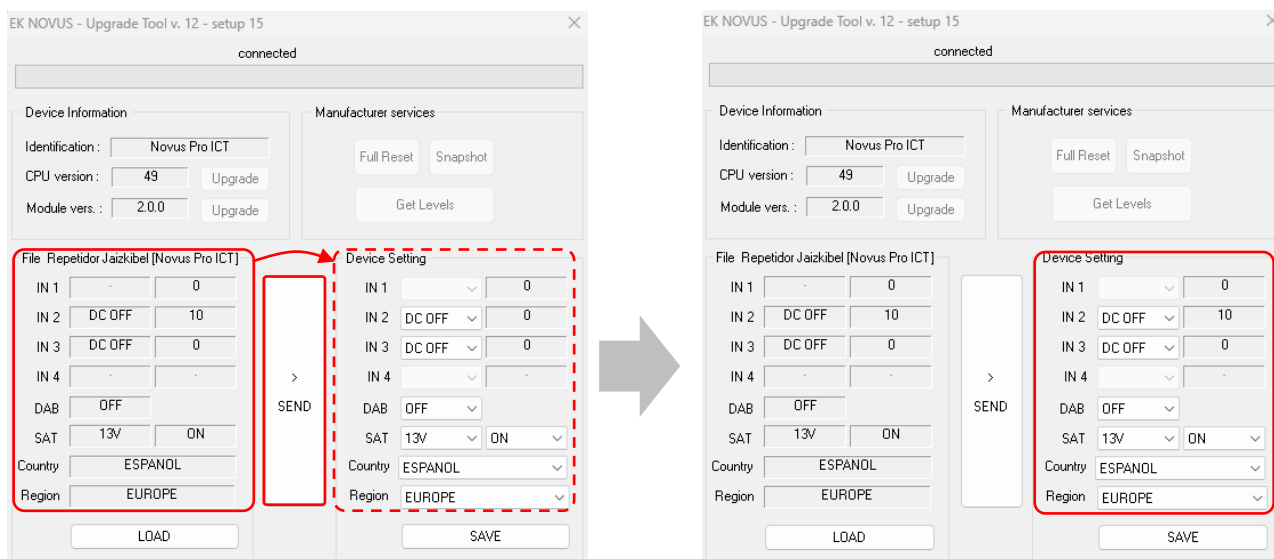 EK NOVUS - Upgrade Tool v. 12 - setup 15
connected
Device Information
Identification : Novus Pro ICT
CPU version : 49 Upgrade
Module vers. : 2.0.0 Upgrade
Manufacturer services
Full Reset Snapshot
Get Levels
File Repetidor Jaizkibel [Novus Pro ICT]
IN 1 - 0
IN 2 DC OFF 10
IN 3 DC OFF 0
IN 4 - -
DAB OFF
SAT 13V ON
Country ESPANOL
Region EUROPE
LOAD
>
SEND
Device Setting
IN 1 0
IN 2 DC OFF 0
IN 3 DC OFF 0
IN 4 -
DAB OFF
SAT 13V ON
Country ESPANOL
Region EUROPE
SAVE
EK NOVUS - Upgrade Tool v. 12 - setup 15
connected
Device Information
Identification : Novus Pro ICT
CPU version : 49 Upgrade
Module vers. : 2.0.0 Upgrade
Manufacturer services
Full Reset Snapshot
Get Levels
File Repetidor Jaizkibel [Novus Pro ICT]
IN 1 - 0
IN 2 DC OFF 10
IN 3 DC OFF 0
IN 4 - -
DAB OFF
SAT 13V ON
Country ESPANOL
Region EUROPE
LOAD
>
SEND
Device Setting
IN 1 0
IN 2 DC OFF 10
IN 3 DC OFF 0
IN 4 -
DAB OFF
SAT 13V ON
Country ESPANOL
Region EUROPE
SAVE